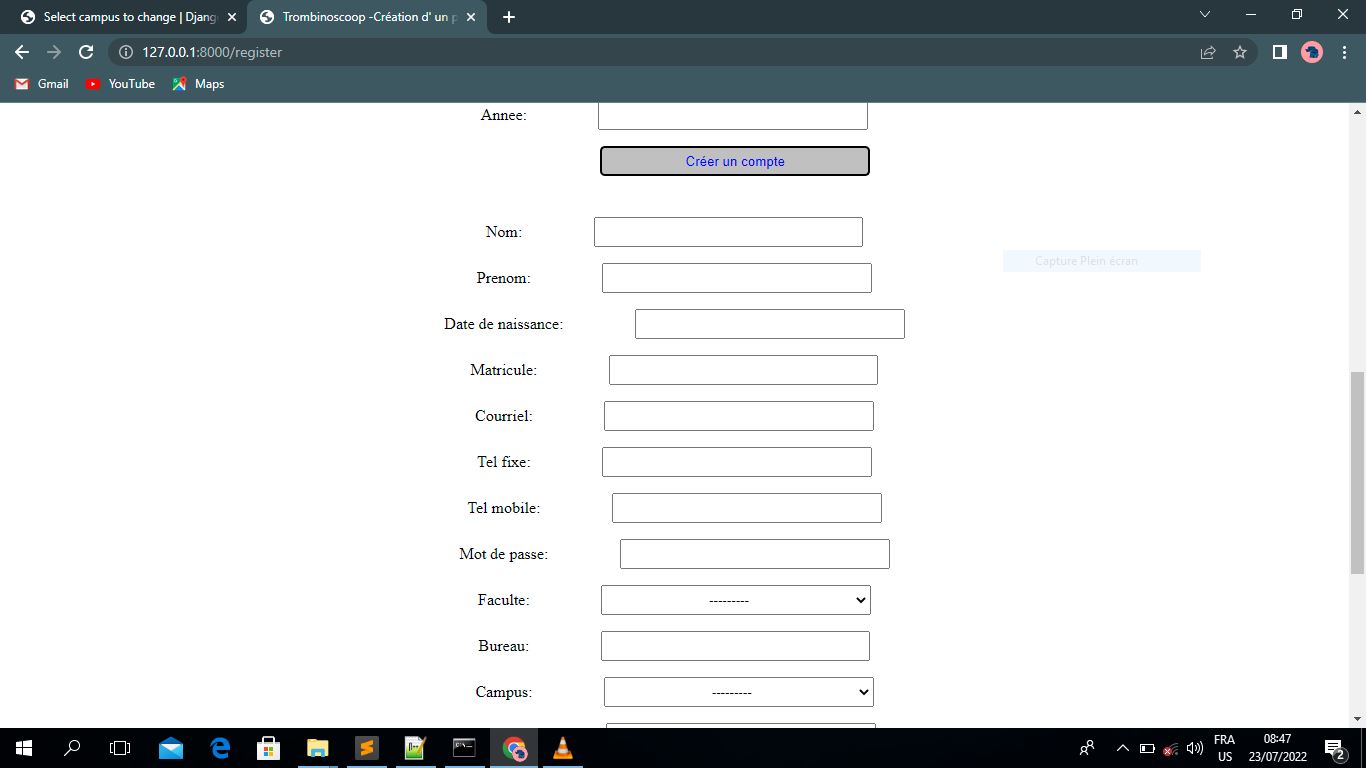 Select campus to change | Djang
Trombinoscoop -Création d' un p
127.0.0.1:8000/register
Gmail
YouTube
Maps
Annee:
Créer un compte
Nom:
Capture Plein écran
Prenom:
Date de naissance:
Matricule:
Courriel:
Tel fixe:
Tel mobile:
Mot de passe:
Faculte:
---------
Bureau:
Campus:
---------
FRA
US
08:47
23/07/2022
2